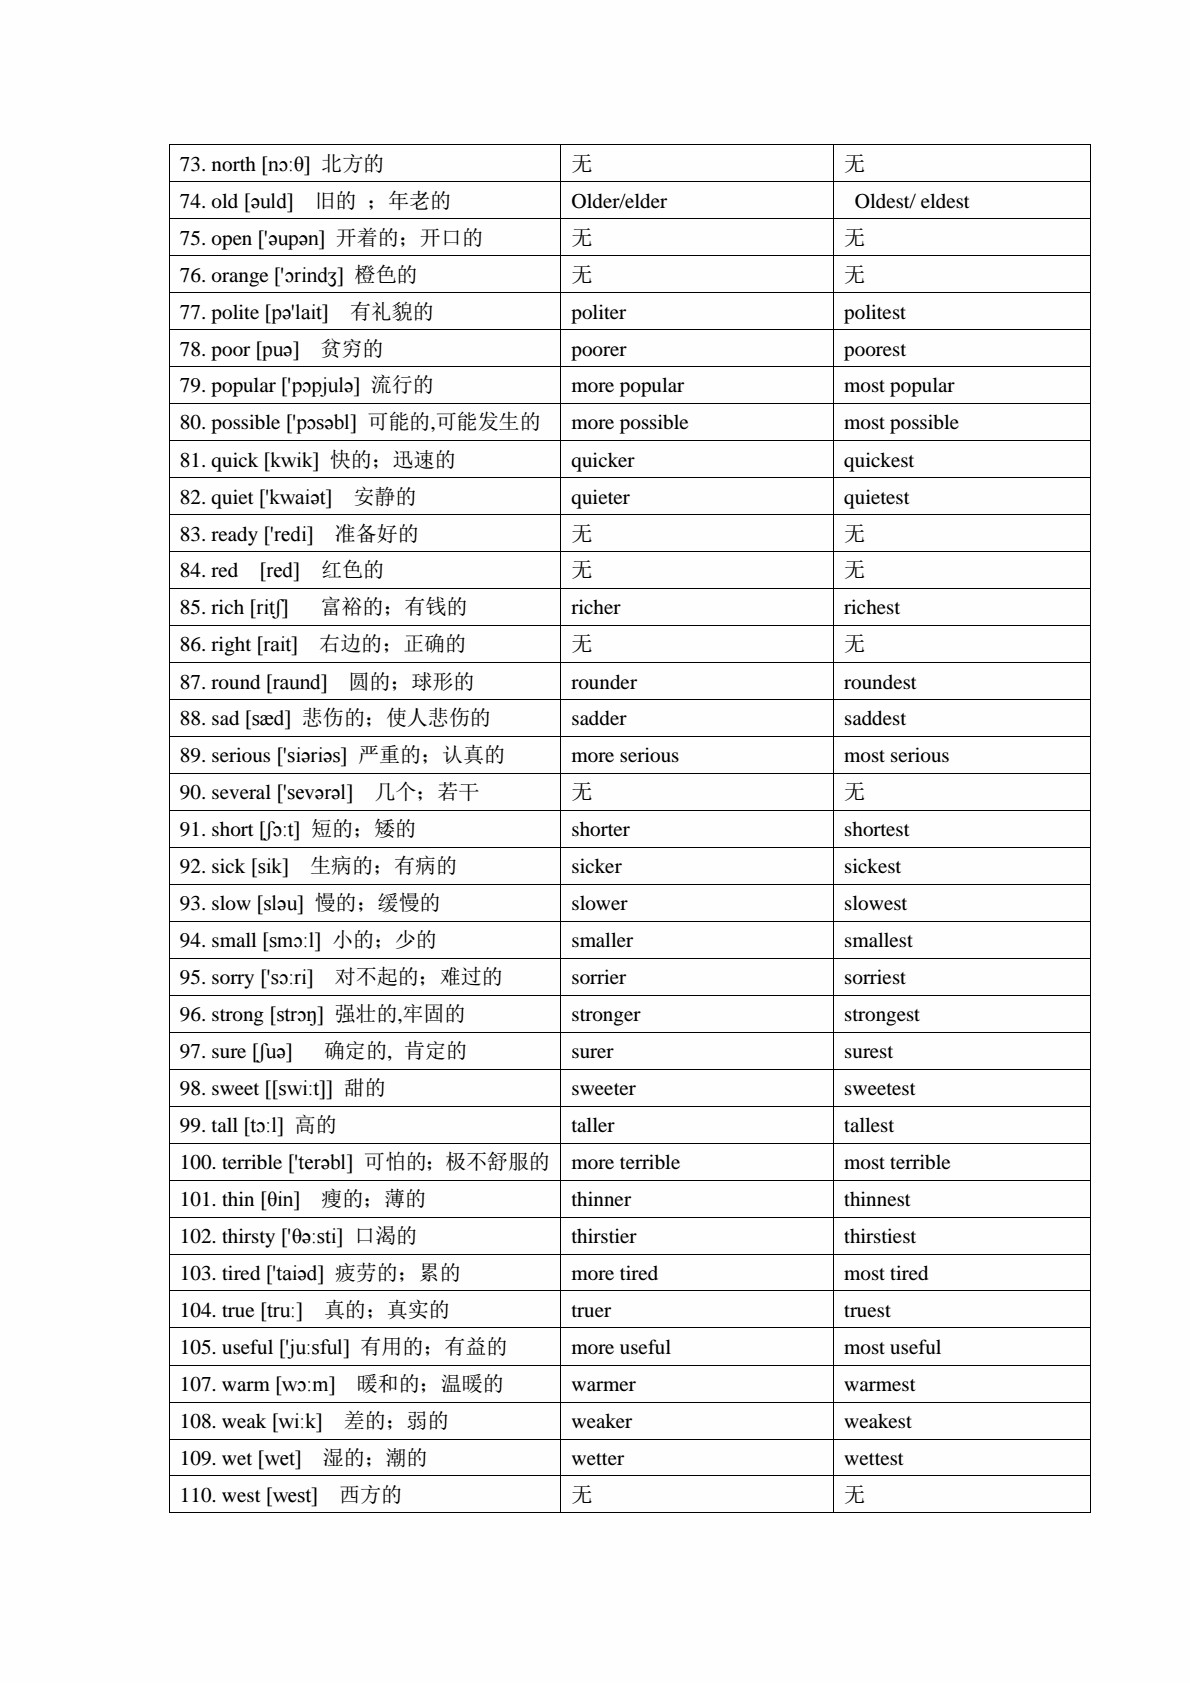 73. north [nɔ:θ] 北方的 无 无
74. old [əuld] 旧的 ；年老的 Older/elder Oldest/ eldest
75. open ['əupən] 开着的；开口的 无 无
76. orange ['ɔrindʒ] 橙色的 无 无
77. polite [pə'lait] 有礼貌的 politer politest
78. poor [puə] 贫穷的 poorer poorest
79. popular ['pɔpjulə] 流行的 more popular most popular
80. possible ['pɔsəbl] 可能的,可能发生的 more possible most possible
81. quick [kwik] 快的；迅速的 quicker quickest
82. quiet ['kwaiət] 安静的 quieter quietest
83. ready ['redi] 准备好的 无 无
84. red [red] 红色的 无 无
85. rich [ritʃ] 富裕的；有钱的 richer richest
86. right [rait] 右边的；正确的 无 无
87. round [raund] 圆的；球形的 rounder roundest
88. sad [sæd] 悲伤的；使人悲伤的 sadder saddest
89. serious ['siəriəs] 严重的；认真的 more serious most serious
90. several ['sevərəl] 几个；若干 无 无
91. short [ʃɔ:t] 短的；矮的 shorter shortest
92. sick [sik] 生病的；有病的 sicker sickest
93. slow [sləu] 慢的；缓慢的 slower slowest
94. small [smɔ:l] 小的；少的 smaller smallest
95. sorry ['sɔ:ri] 对不起的；难过的 sorrier sorriest
96. strong [strɔŋ] 强壮的,牢固的 stronger strongest
97. sure [ʃuə] 确定的, 肯定的 surer surest
98. sweet [[swi:t]] 甜的 sweeter sweetest
99. tall [tɔ:l] 高的 taller tallest
100. terrible ['terəbl] 可怕的；极不舒服的 more terrible most terrible
101. thin [θin] 瘦的；薄的 thinner thinnest
102. thirsty ['θə:sti] 口渴的 thirstier thirstiest
103. tired ['taiəd] 疲劳的；累的 more tired most tired
104. true [tru:] 真的；真实的 truer truest
105. useful ['ju:sful] 有用的；有益的 more useful most useful
107. warm [wɔ:m] 暖和的；温暖的 warmer warmest
108. weak [wi:k] 差的；弱的 weaker weakest
109. wet [wet] 湿的；潮的 wetter wettest
110. west [west] 西方的 无 无